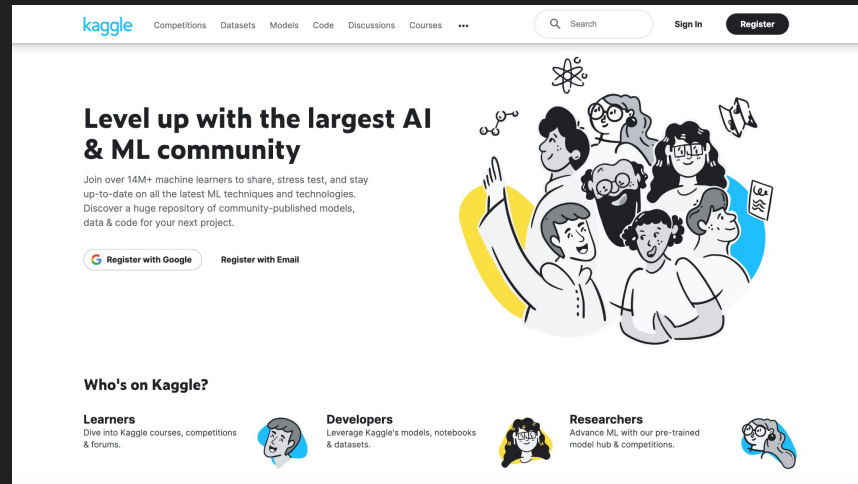 kaggle Competitions Datasets Models Code Discussions Courses ••• Search Sign In Register
Level up with the largest AI
& ML community
Join over 14M+ machine learners to share, stress test, and stay
up-to-date on all the latest ML techniques and technologies.
Discover a huge repository of community-published models,
data & code for your next project.
Register with Google Register with Email
Who's on Kaggle?
Learners
Dive into Kaggle courses, competitions
& forums.
Developers
Leverage Kaggle's models, notebooks
& datasets.
Researchers
Advance ML with our pre-trained
model hub & competitions.